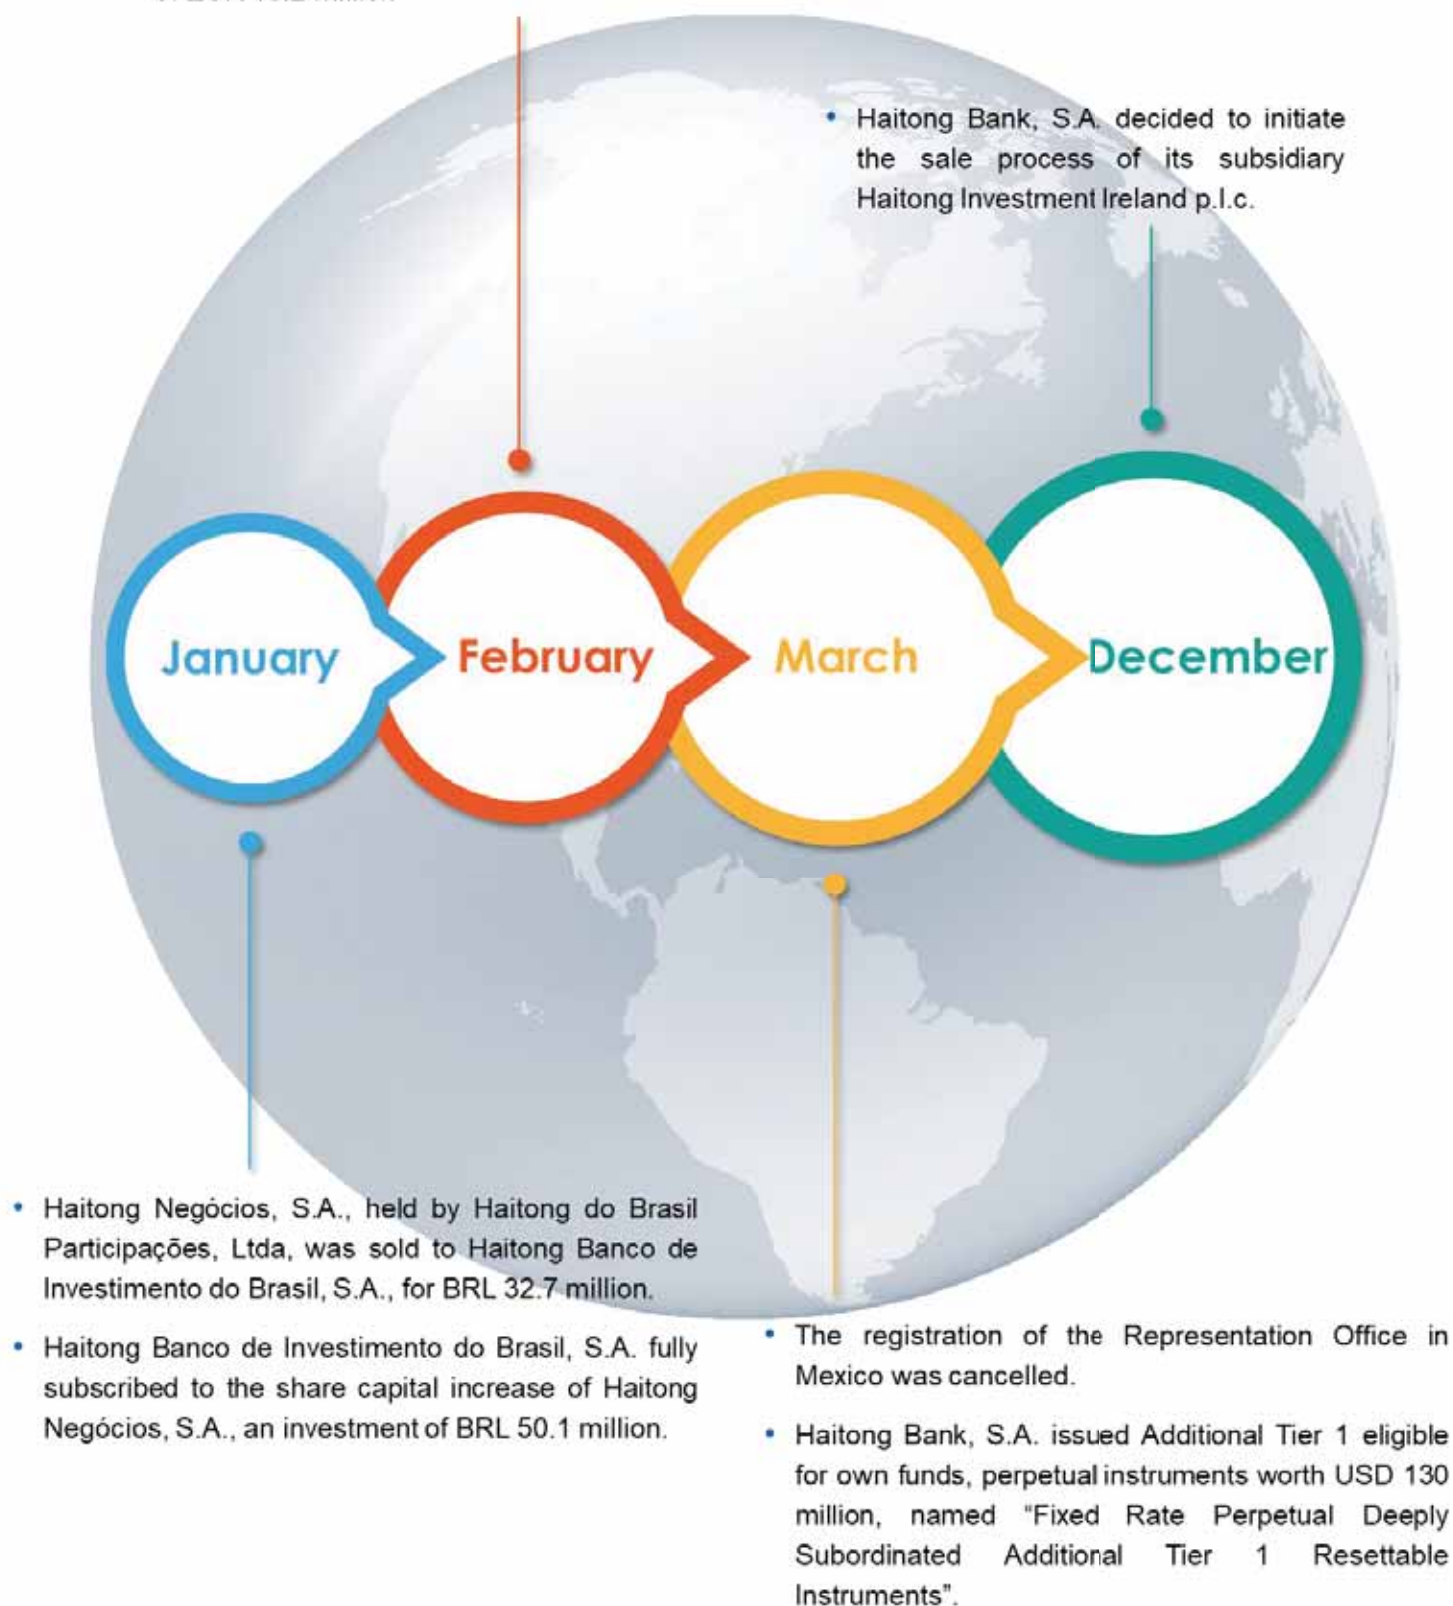 • Haitong Bank, S.A. decided to initiate
the sale process of its subsidiary
Haitong Investment Ireland p.l.c.
January
February
March
December
• Haitong Negócios, S.A., held by Haitong do Brasil
Participações, Ltda, was sold to Haitong Banco de
Investimento do Brasil, S.A., for BRL 32.7 million.
• Haitong Banco de Investimento do Brasil, S.A. fully
subscribed to the share capital increase of Haitong
Negócios, S.A., an investment of BRL 50.1 million.
• The registration of the Representation Office in
Mexico was cancelled.
• Haitong Bank, S.A. issued Additional Tier 1 eligible
for own funds, perpetual instruments worth USD 130
million, named “Fixed Rate Perpetual Deeply
Subordinated Additional Tier 1 Resettable
Instruments”.